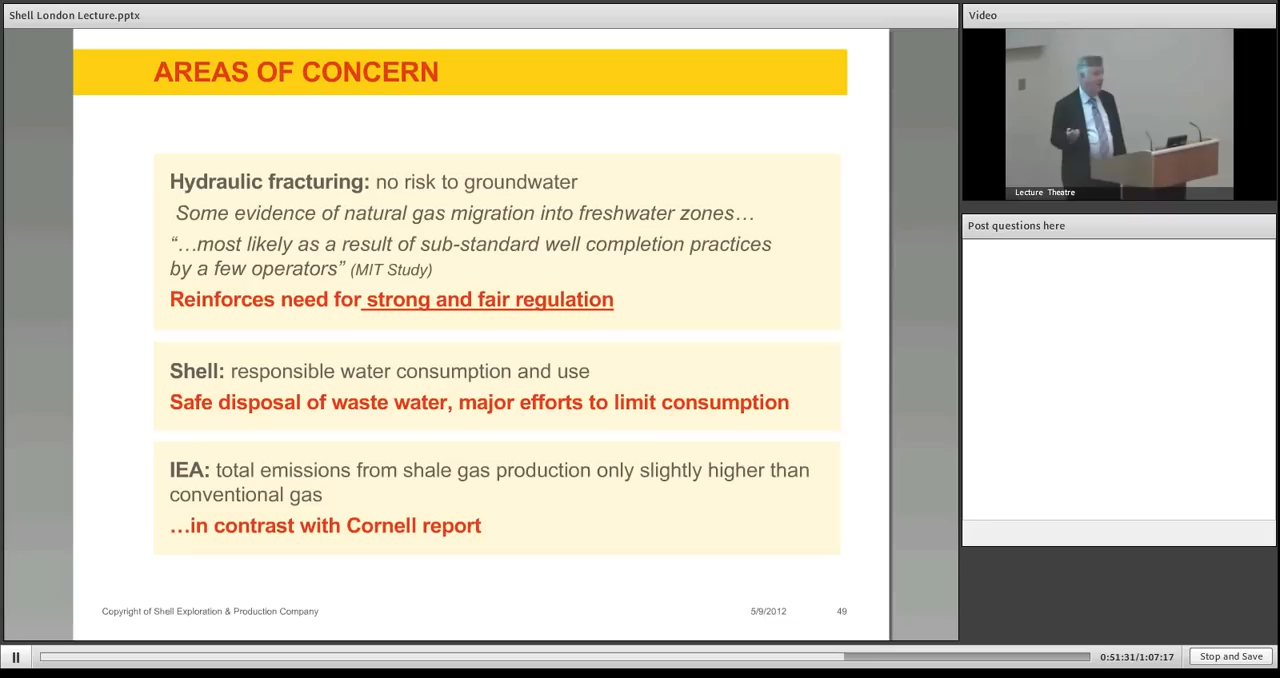 Shell London Lecture.pptx
AREAS OF CONCERN
Hydraulic fracturing: no risk to groundwater
Some evidence of natural gas migration into freshwater zones…
“…most likely as a result of sub-standard well completion practices
by a few operators” (MIT Study)
Reinforces need for strong and fair regulation
Shell: responsible water consumption and use
Safe disposal of waste water, major efforts to limit consumption
IEA: total emissions from shale gas production only slightly higher than
conventional gas
…in contrast with Cornell report
Copyright of Shell Exploration & Production Company
5/9/2012
49
Video
Lecture Theatre
Post questions here
0:51:31/1:07:17
Stop and Save